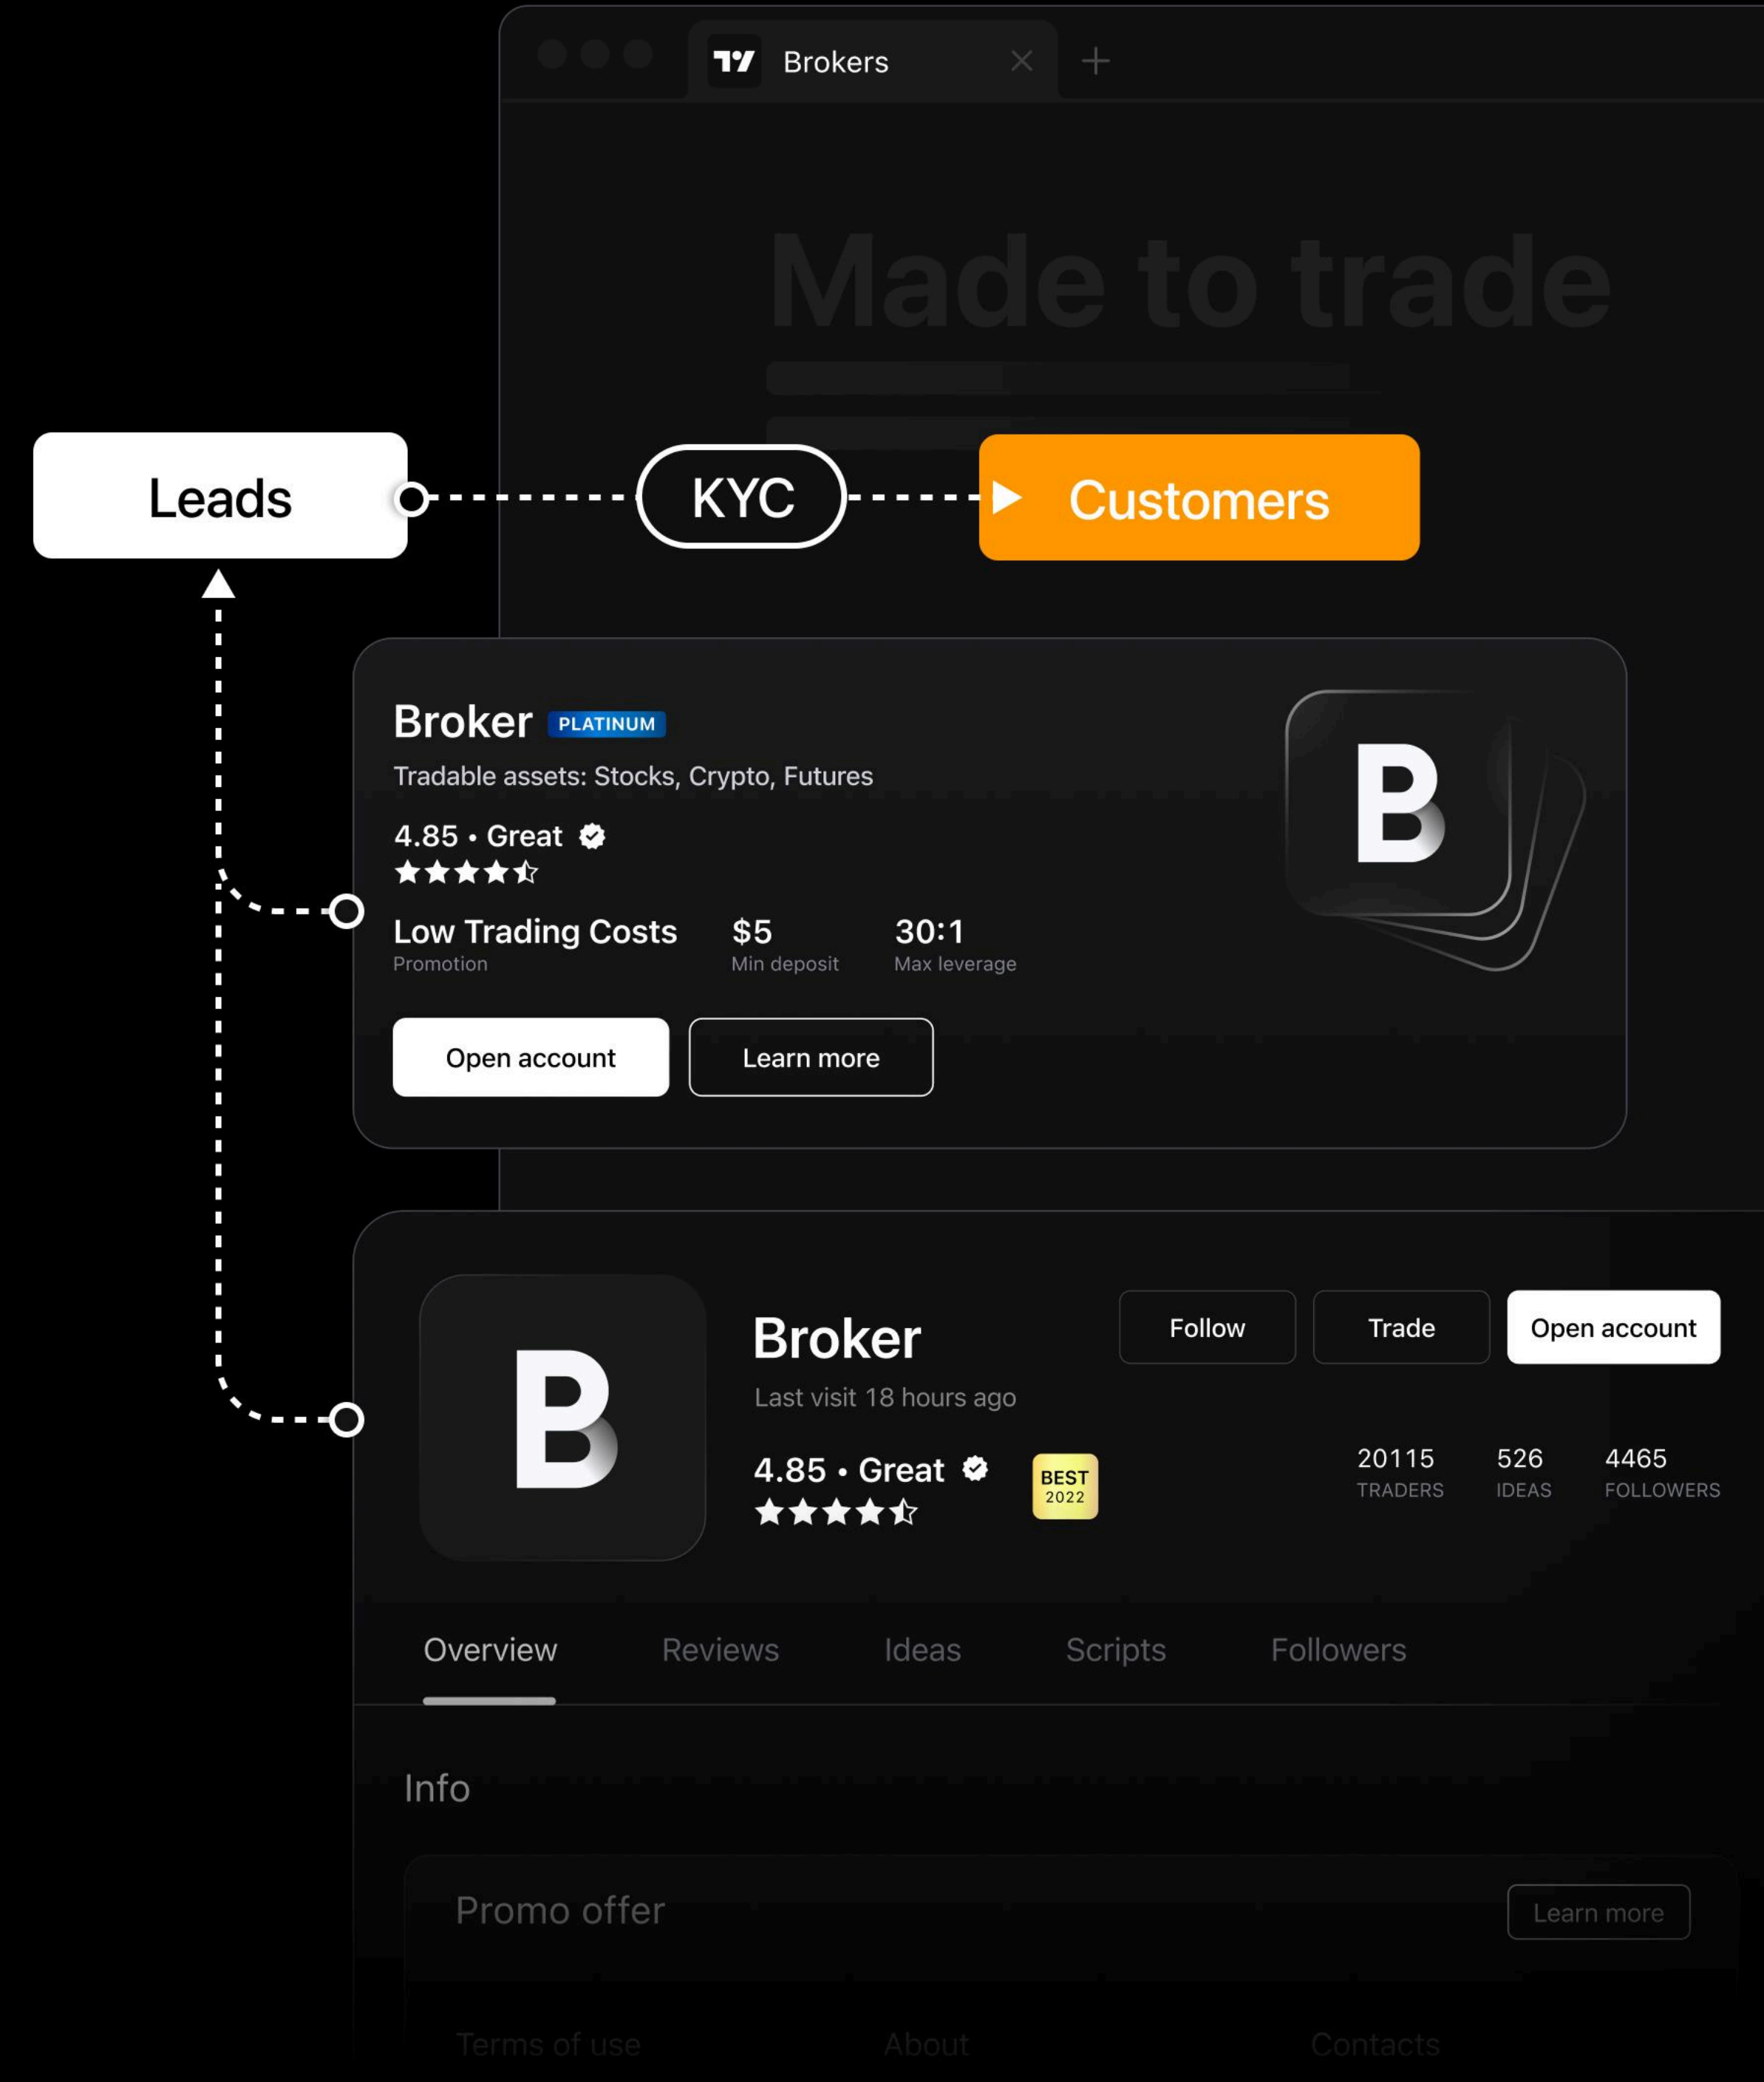 Brokers
Made to trade
Leads
KYC
Customers
Broker PLATINUM
Tradable assets: Stocks, Crypto, Futures
4.85 • Great
Low Trading Costs $5 30:1
Promotion Min deposit Max leverage
Open account Learn more
Broker Follow Trade Open account
Last visit 18 hours ago
4.85 • Great
BEST
2022
20115 526 4465
TRADERS IDEAS FOLLOWERS
Overview Reviews Ideas Scripts Followers
Info
Promo offer Learn more
Terms of use About Contacts